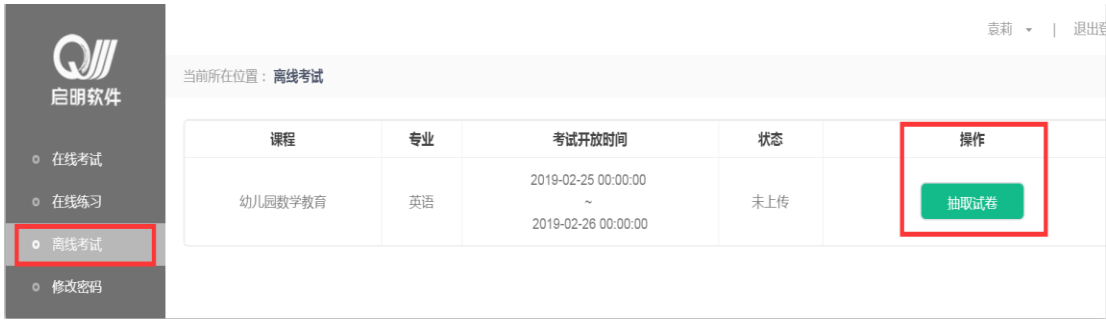 袁莉 | 退出登
启明软件
当前所在位置： 离线考试
在线考试
在线练习
离线考试
修改密码
课程 专业 考试开放时间 状态 操作
幼儿园数学教育 英语 2019-02-25 00:00:00 ~ 2019-02-26 00:00:00 未上传 抽取试卷